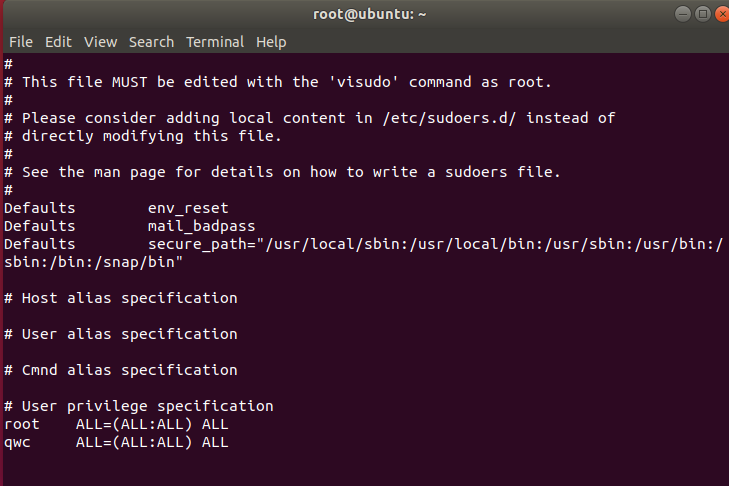 root@ubuntu: ~
File Edit View Search Terminal Help
#
# This file MUST be edited with the 'visudo' command as root.
#
# Please consider adding local content in /etc/sudoers.d/ instead of
# directly modifying this file.
#
# See the man page for details on how to write a sudoers file.
#
Defaults        env_reset
Defaults        mail_badpass
Defaults        secure_path="/usr/local/sbin:/usr/local/bin:/usr/sbin:/usr/bin:/
sbin:/bin:/snap/bin"
# Host alias specification
# User alias specification
# Cmnd alias specification
# User privilege specification
root    ALL=(ALL:ALL) ALL
qwc     ALL=(ALL:ALL) ALL